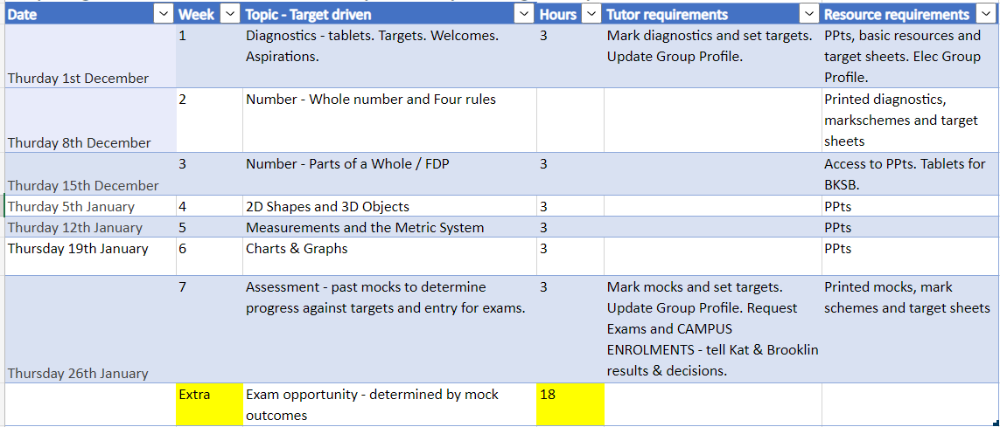 Date Week Topic - Target driven Hours Tutor requirements Resource requirements
1 Diagnostics - tablets. Targets. Welcomes. 3 Mark diagnostics and set targets. PPts, basic resources and
Aspirations. Update Group Profile. target sheets. Elec Group
Thurday 1st December Profile.
2 Number - Whole number and Four rules Printed diagnostics,
markschemes and target
Thurday 8th December sheets
3 Number - Parts of a Whole / FDP 3 Access to PPts. Tablets for
Thurday 15th December BKSB.
Thurday 5th January 4 2D Shapes and 3D Objects 3 PPts
Thurday 12th January 5 Measurements and the Metric System 3 PPts
Thursday 19th January 6 Charts & Graphs 3 PPts
7 Assessment - past mocks to determine 3 Mark mocks and set targets. Printed mocks, mark
progress against targets and entry for exams. Update Group Profile. Request schemes and target sheets
Exams and CAMPUS
ENROLMENTS - tell Kat & Brooklin
Thursday 26th January results & decisions.
Extra Exam opportunity - determined by mock 18
outcomes